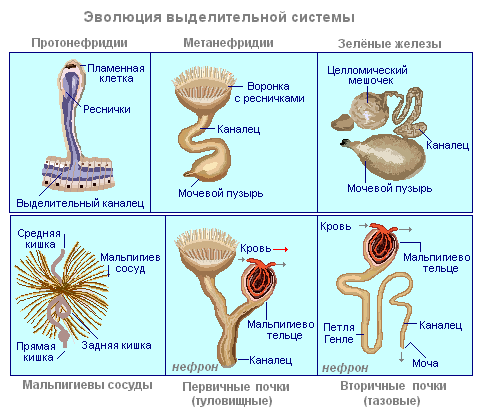 Эволюция выделительной системы
Протонефридии
Метанефридии
Зелёные железы
Пламенная
клетка
Реснички
Выделительный каналец
Воронка
с ресничками
Каналец
Мочевой пузырь
Целломический
мешочек
Каналец
Мочевой пузырь
Средняя
кишка
Мальпигиев
сосуд
Прямая
кишка
Задняя кишка
Кровь
Мальпигиево
тельце
Каналец
нефрон
Кровь
Мальпигиево
тельце
Петля
Генле
Каналец
Моча
нефрон
Мальпигиевы сосуды
Первичные почки
(туловищные)
Вторичные почки
(тазовые)